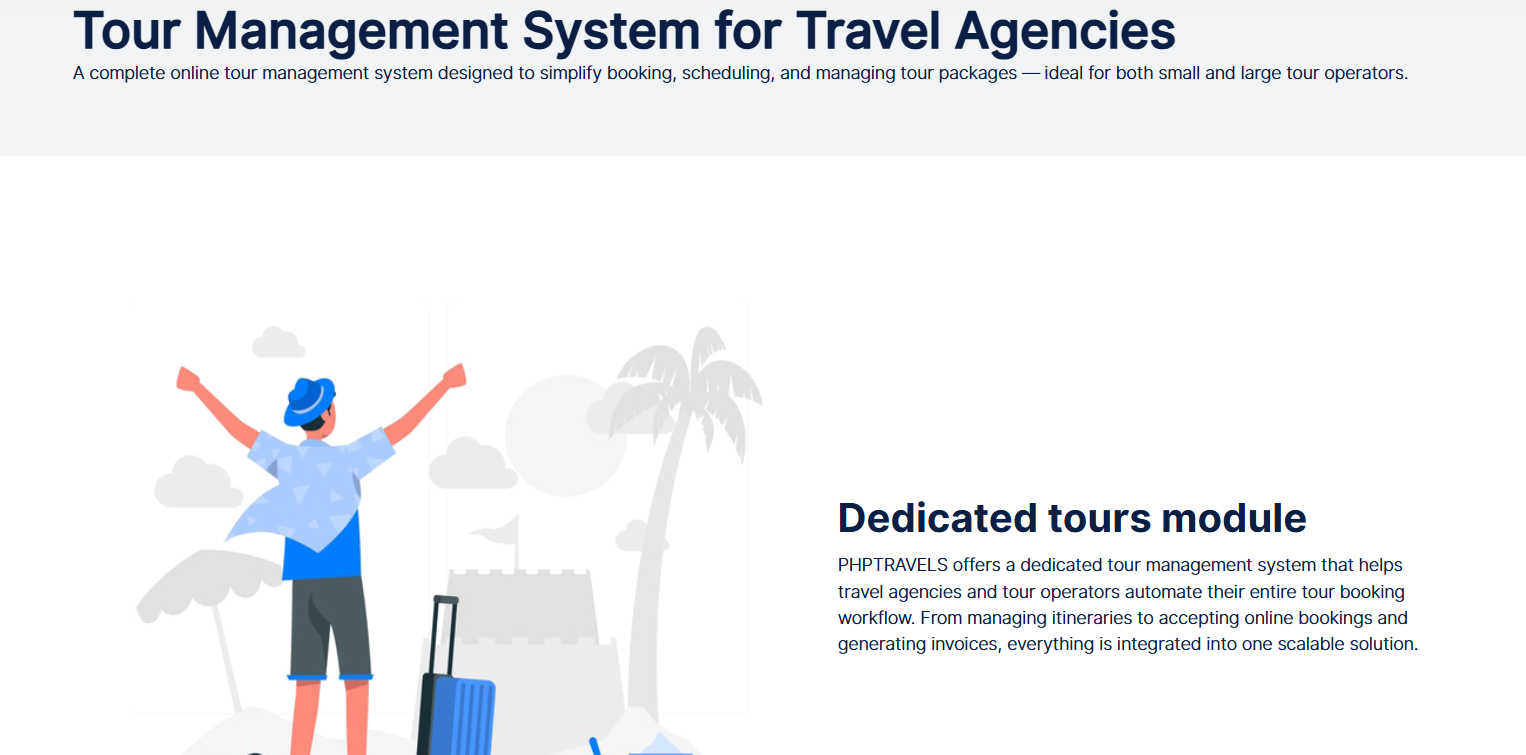 Tour Management System for Travel Agencies
A complete online tour management system designed to simplify booking, scheduling, and managing tour packages — ideal for both small and large tour operators.
Dedicated tours module
PHPTRAVELS offers a dedicated tour management system that helps
travel agencies and tour operators automate their entire tour booking
workflow. From managing itineraries to accepting online bookings and
generating invoices, everything is integrated into one scalable solution.